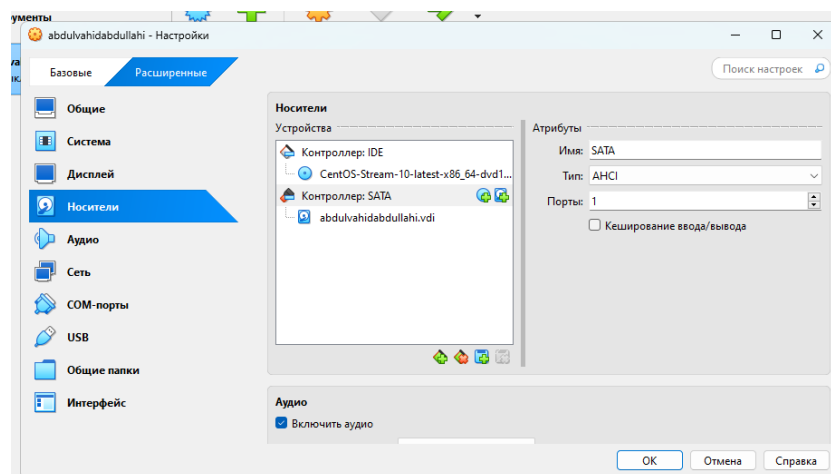 ументы
abdulvahidabdullahi - Настройки
Базовые
Расширенные
Поиск настроек
Общие
Система
Дисплей
Носители
Аудио
Сеть
COM-порты
USB
Общие папки
Интерфейс
Носители
Устройства
Контроллер: IDE
CentOS-Stream-10-latest-x86_64-dvd1...
Контроллер: SATA
abdulvahidabdullahi.vdi
Атрибуты
Имя: SATA
Тип: AHCI
Порты: 1
Кеширование ввода/вывода
Аудио
Включить аудио
OK
Отмена
Справка